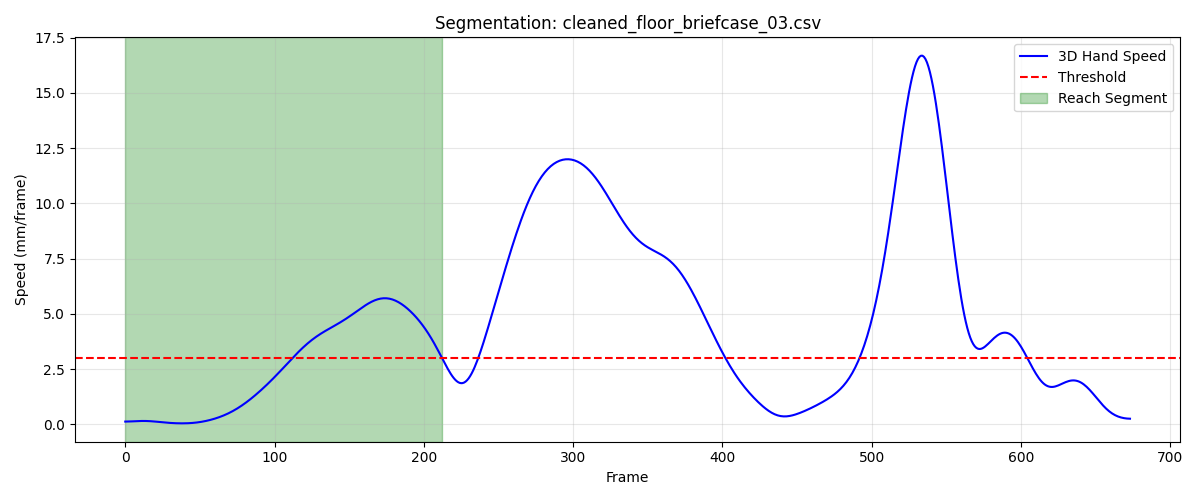 Segmentation: cleaned_floor_briefcase_03.csv
17.5
15.0
12.5
10.0
7.5
5.0
2.5
0.0
Speed (mm/frame)
3D Hand Speed
Threshold
Reach Segment
0 100 200 300 400 500 600 700
Frame